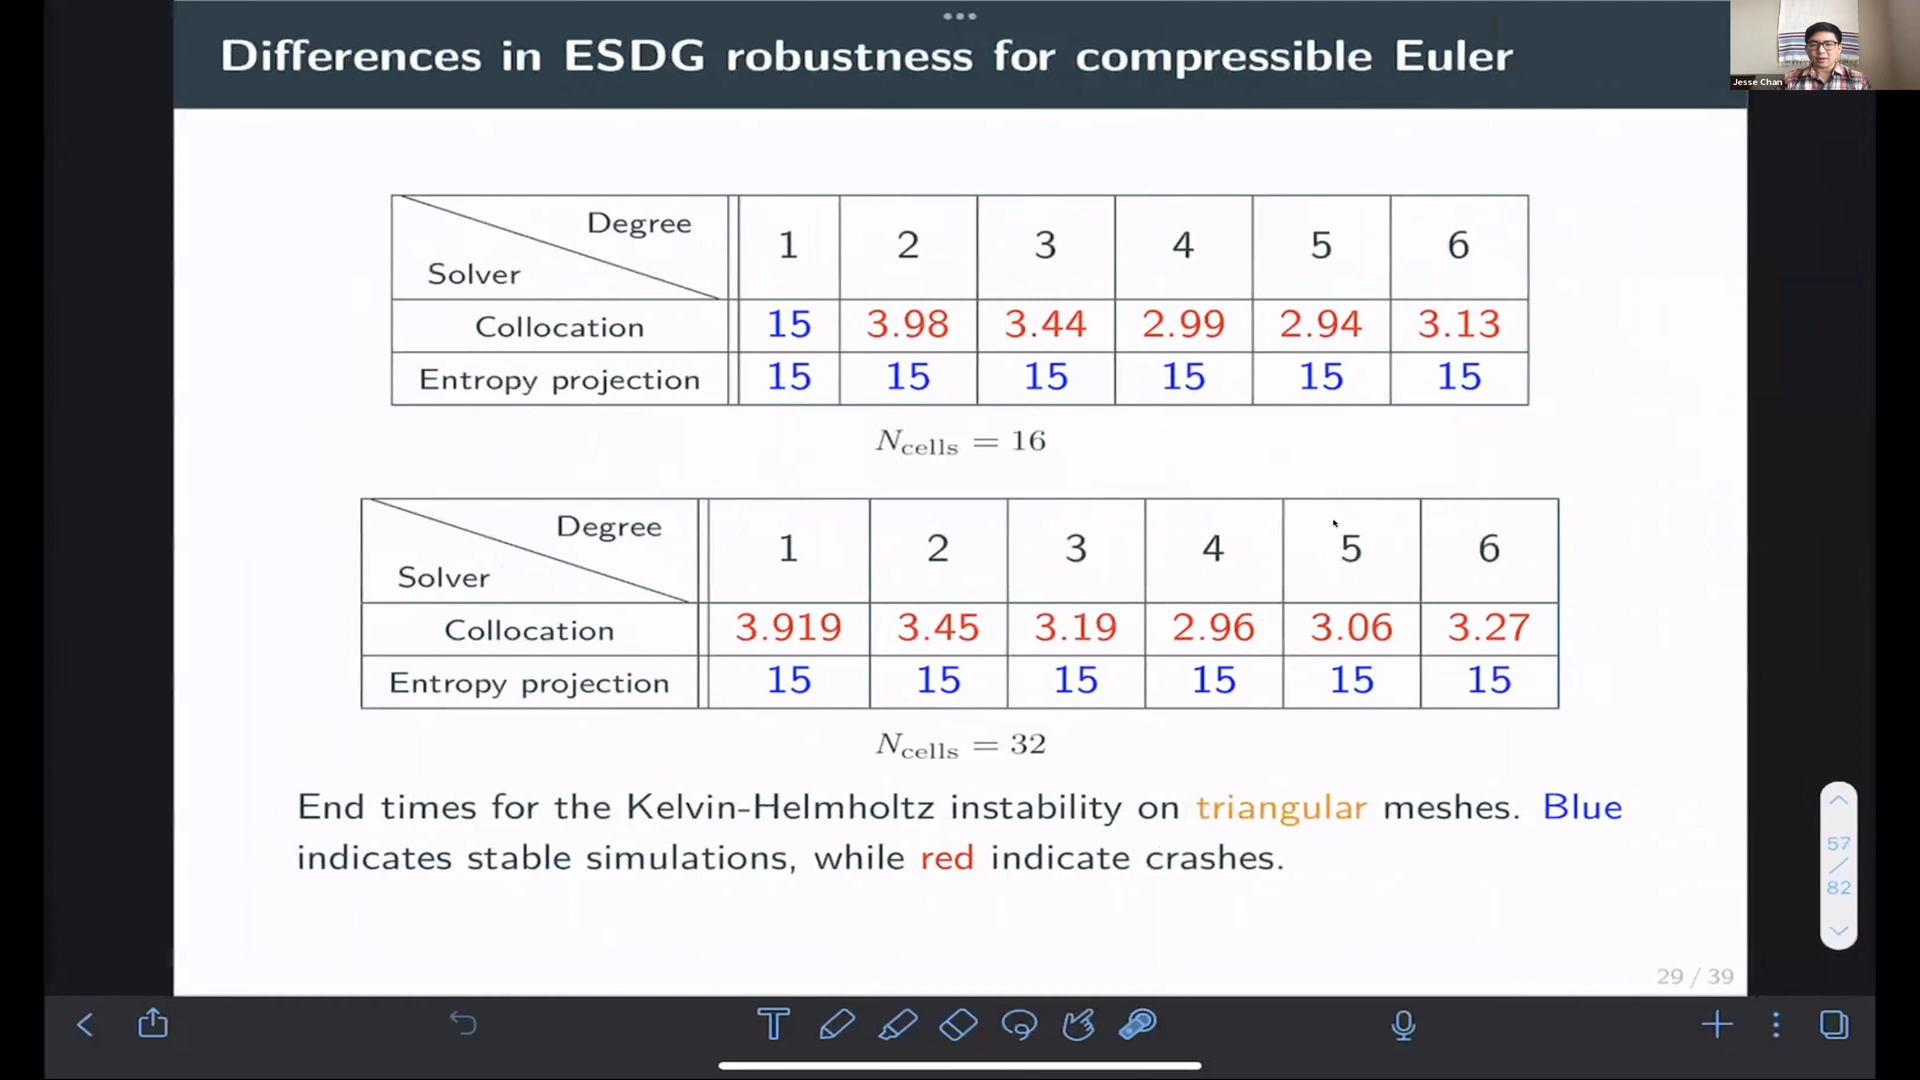 Differences in ESDG robustness for compressible Euler
Jesse Chan
Degree
Solver
1 2 3 4 5 6
Collocation 15 3.98 3.44 2.99 2.94 3.13
Entropy projection 15 15 15 15 15 15
Ncells = 16
Degree
Solver
1 2 3 4 5 6
Collocation 3.919 3.45 3.19 2.96 3.06 3.27
Entropy projection 15 15 15 15 15 15
Ncells = 32
End times for the Kelvin-Helmholtz instability on triangular meshes. Blue
indicates stable simulations, while red indicate crashes.
57
/
82
29 / 39